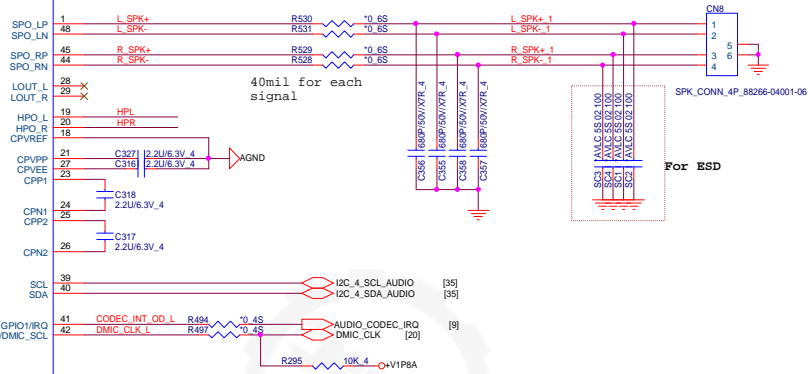 CN8
SPO_LP 1 L_SPK+ R530 *0_6S L_SPK+_1 1
SPO_LN 48 L_SPK- R531 *0_6S L_SPK-_1 2
5
SPO_RP 45 R_SPK+ R529 *0_6S R_SPK+_1 3
6
SPO_RN 44 R_SPK- R528 *0_6S R_SPK-_1 4
40mil for each
signal
LOUT_L 28
LOUT_R 29
SPK_CONN_4P_88266-04001-06
HPO_L 19 HPL
HPO_R 20 HPR
CPVREF 18
CPVPP 21 C327 2.2U/6.3V_4
CPVEE 27 C316 2.2U/6.3V_4
AGND
CPP1 23
C318
2.2U/6.3V_4
CPN1 24
CPP2 25
C317
2.2U/6.3V_4
CPN2 26
C356 680P/50V/X7R_4
C355 680P/50V/X7R_4
C358 680P/50V/X7R_4
C357 680P/50V/X7R_4
SC3 AVLC 5S 02 100
SC4 AVLC 5S 02 100
SC1 AVLC 5S 02 100
SC2 AVLC 5S 02 100
For ESD
SCL 39 I2C_4_SCL_AUDIO [35]
SDA 40 I2C_4_SDA_AUDIO [35]
GPIO1/IRQ 41 CODEC_INT_OD_L R494 *0_4S AUDIO_CODEC_IRQ [9]
/DMIC_SCL 42 DMIC_CLK_L R497 *0_4S DMIC_CLK [20]
R295 10K_4 +V1P8A